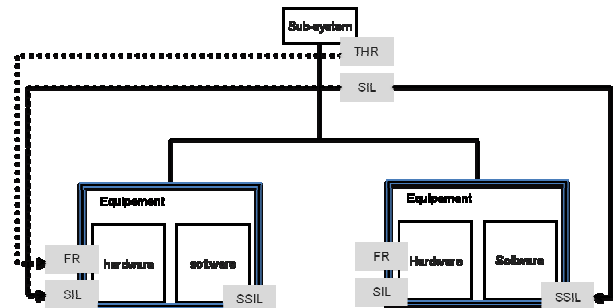 Sub-system
THR
SIL
Equipement
Equipement
FR
hardware
software
SIL
SSIL
FR
Hardware
Software
SIL
SSIL